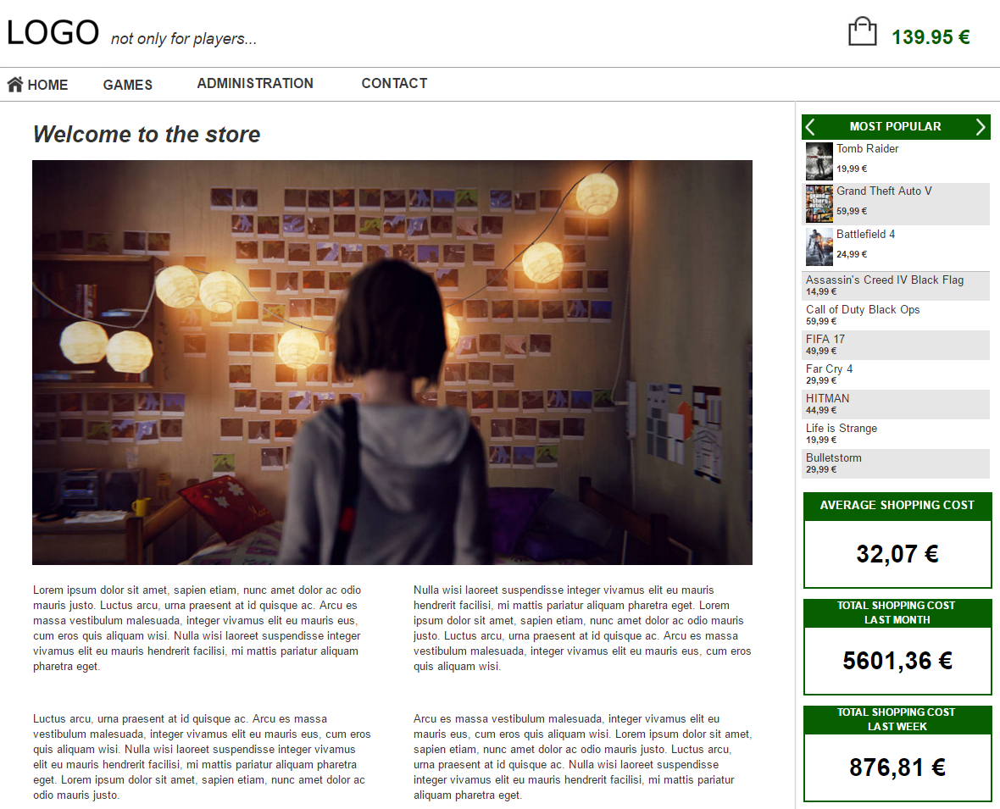 LOGO not only for players...
139.95 €
HOME GAMES ADMINISTRATION CONTACT
Welcome to the store
Lorem ipsum dolor sit amet, sapien etiam, nunc amet dolor ac odio
mauris justo. Luctus arcu, urna praesent at id quisque ac. Arcu es
massa vestibulum malesuada, integer vivamus elit eu mauris eus,
cum eros quis aliquam wisi. Nulla wisi laoreet suspendisse integer
vivamus elit eu mauris hendrerit facilisi, mi mattis pariatur aliquam
pharetra eget.
Nulla wisi laoreet suspendisse integer vivamus elit eu mauris
hendrerit facilisi, mi mattis pariatur aliquam pharetra eget. Lorem
ipsum dolor sit amet, sapien etiam, nunc amet dolor ac odio mauris
justo. Luctus arcu, urna praesent at id quisque ac. Arcu es massa
vestibulum malesuada, integer vivamus elit eu mauris eus, cum eros
quis aliquam wisi.
Luctus arcu, urna praesent at id quisque ac. Arcu es massa
vestibulum malesuada, integer vivamus elit eu mauris eus, cum eros
quis aliquam wisi. Nulla wisi laoreet suspendisse integer vivamus
elit eu mauris hendrerit facilisi, mi mattis pariatur aliquam pharetra
eget. Lorem ipsum dolor sit amet, sapien etiam, nunc amet dolor ac
odio mauris justo.
Arcu es massa vestibulum malesuada, integer vivamus elit eu
mauris eus, cum eros quis aliquam wisi. Lorem ipsum dolor sit amet,
sapien etiam, nunc amet dolor ac odio mauris justo. Luctus arcu,
urna praesent at id quisque ac. Nulla wisi laoreet suspendisse
integer vivamus elit eu mauris hendrerit facilisi, mi mattis pariatur
aliquam pharetra eget.
MOST POPULAR
Tomb Raider
19,99 €
Grand Theft Auto V
59,99 €
Battlefield 4
24,99 €
Assassin's Creed IV Black Flag
14,99 €
Call of Duty Black Ops
59,99 €
FIFA 17
49,99 €
Far Cry 4
29,99 €
HITMAN
44,99 €
Life is Strange
19,99 €
Bulletstorm
29,99 €
AVERAGE SHOPPING COST
32,07 €
TOTAL SHOPPING COST
LAST MONTH
5601,36 €
TOTAL SHOPPING COST
LAST WEEK
876,81 €